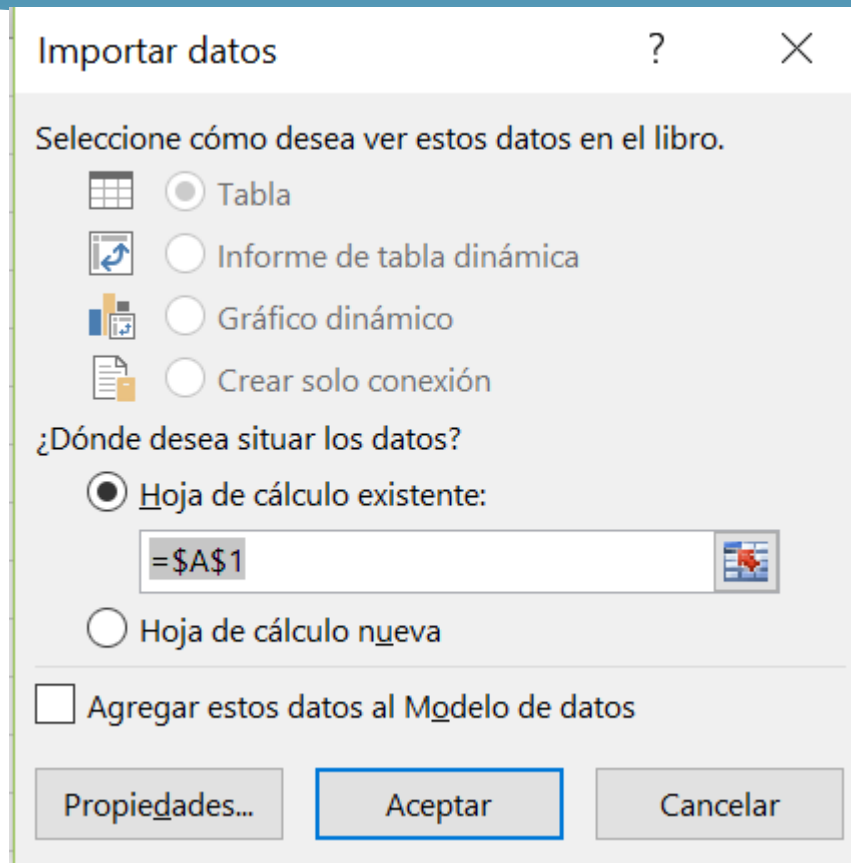 Importar datos
?
Seleccione cómo desea ver estos datos en el libro.
Tabla
Informe de tabla dinámica
Gráfico dinámico
Crear solo conexión
¿Dónde desea situar los datos?
Hoja de cálculo existente:
=$A$1
Hoja de cálculo nueva
Agregar estos datos al Modelo de datos
Propiedades... Aceptar Cancelar